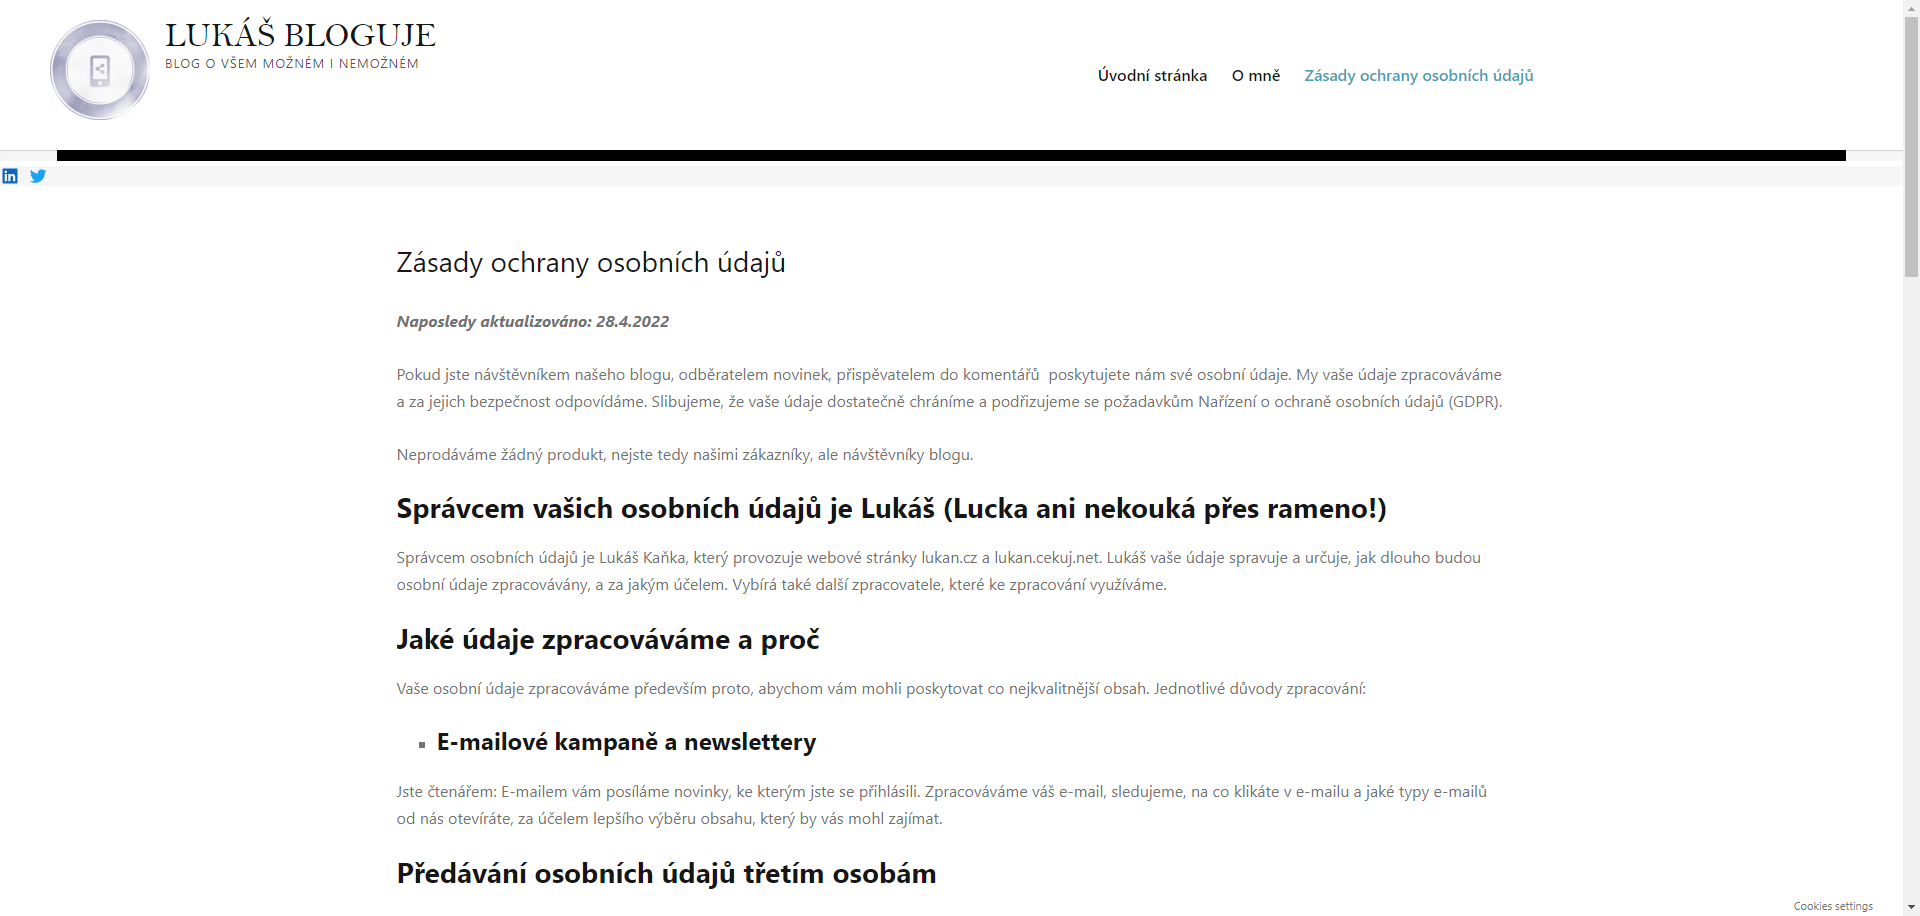 LUKÁŠ BLOGUJE
BLOG O VŠEM MOŽNÉM I NEMOŽNÉM
Úvodní stránka O mně Zásady ochrany osobních údajů
Zásady ochrany osobních údajů
Naposledy aktualizováno: 28.4.2022
Pokud jste návštěvníkem našeho blogu, odběratelem novinek, přispěvatelem do komentářů poskytujete nám své osobní údaje. My vaše údaje zpracováváme
a za jejich bezpečnost odpovídáme. Slibujeme, že vaše údaje dostatečně chráníme a podřizujeme se požadavkům Nařízení o ochraně osobních údajů (GDPR).
Neprodáváme žádný produkt, nejste tedy našimi zákazníky, ale návštěvníky blogu.
Správcem vašich osobních údajů je Lukáš (Lucka ani nekouká přes rameno!)
Správcem osobních údajů je Lukáš Kaňka, který provozuje webové stránky lukan.cz a lukan.cekuj.net. Lukáš vaše údaje spravuje a určuje, jak dlouho budou
osobní údaje zpracovávány, a za jakým účelem. Vybírá také další zpracovatele, které ke zpracování využíváme.
Jaké údaje zpracováváme a proč
Vaše osobní údaje zpracováváme především proto, abychom vám mohli poskytovat co nejkvalitnější obsah. Jednotlivé důvody zpracování:
E-mailové kampaně a newslettery
Jste čtenářem: E-mailem vám posíláme novinky, ke kterým jste se přihlásili. Zpracováváme váš e-mail, sledujeme, na co klikáte v e-mailu a jaké typy e-mailů
od nás otevíráte, za účelem lepšího výběru obsahu, který by vás mohl zajímat.
Předávání osobních údajů třetím osobám
Cookies settings